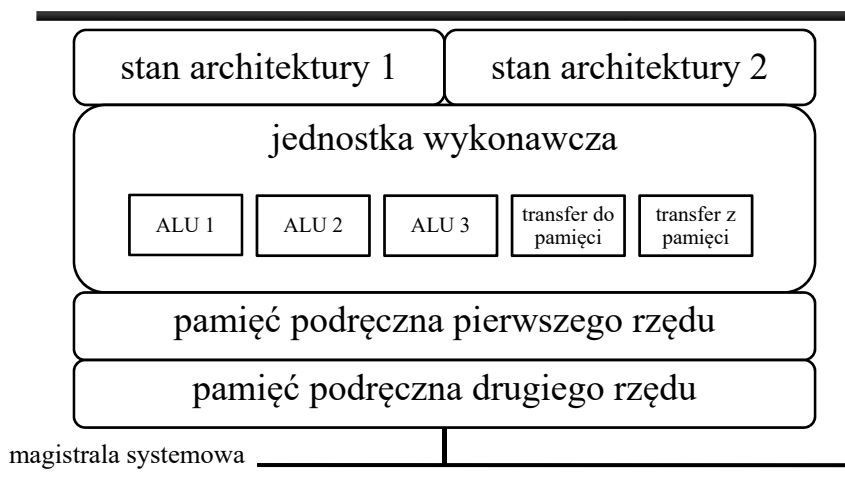 stan architektury 1
stan architektury 2
jednostka wykonawcza
ALU 1
ALU 2
ALU 3
transfer do
pamięci
transfer z
pamięci
pamięć podręczna pierwszego rzędu
pamięć podręczna drugiego rzędu
magistrala systemowa